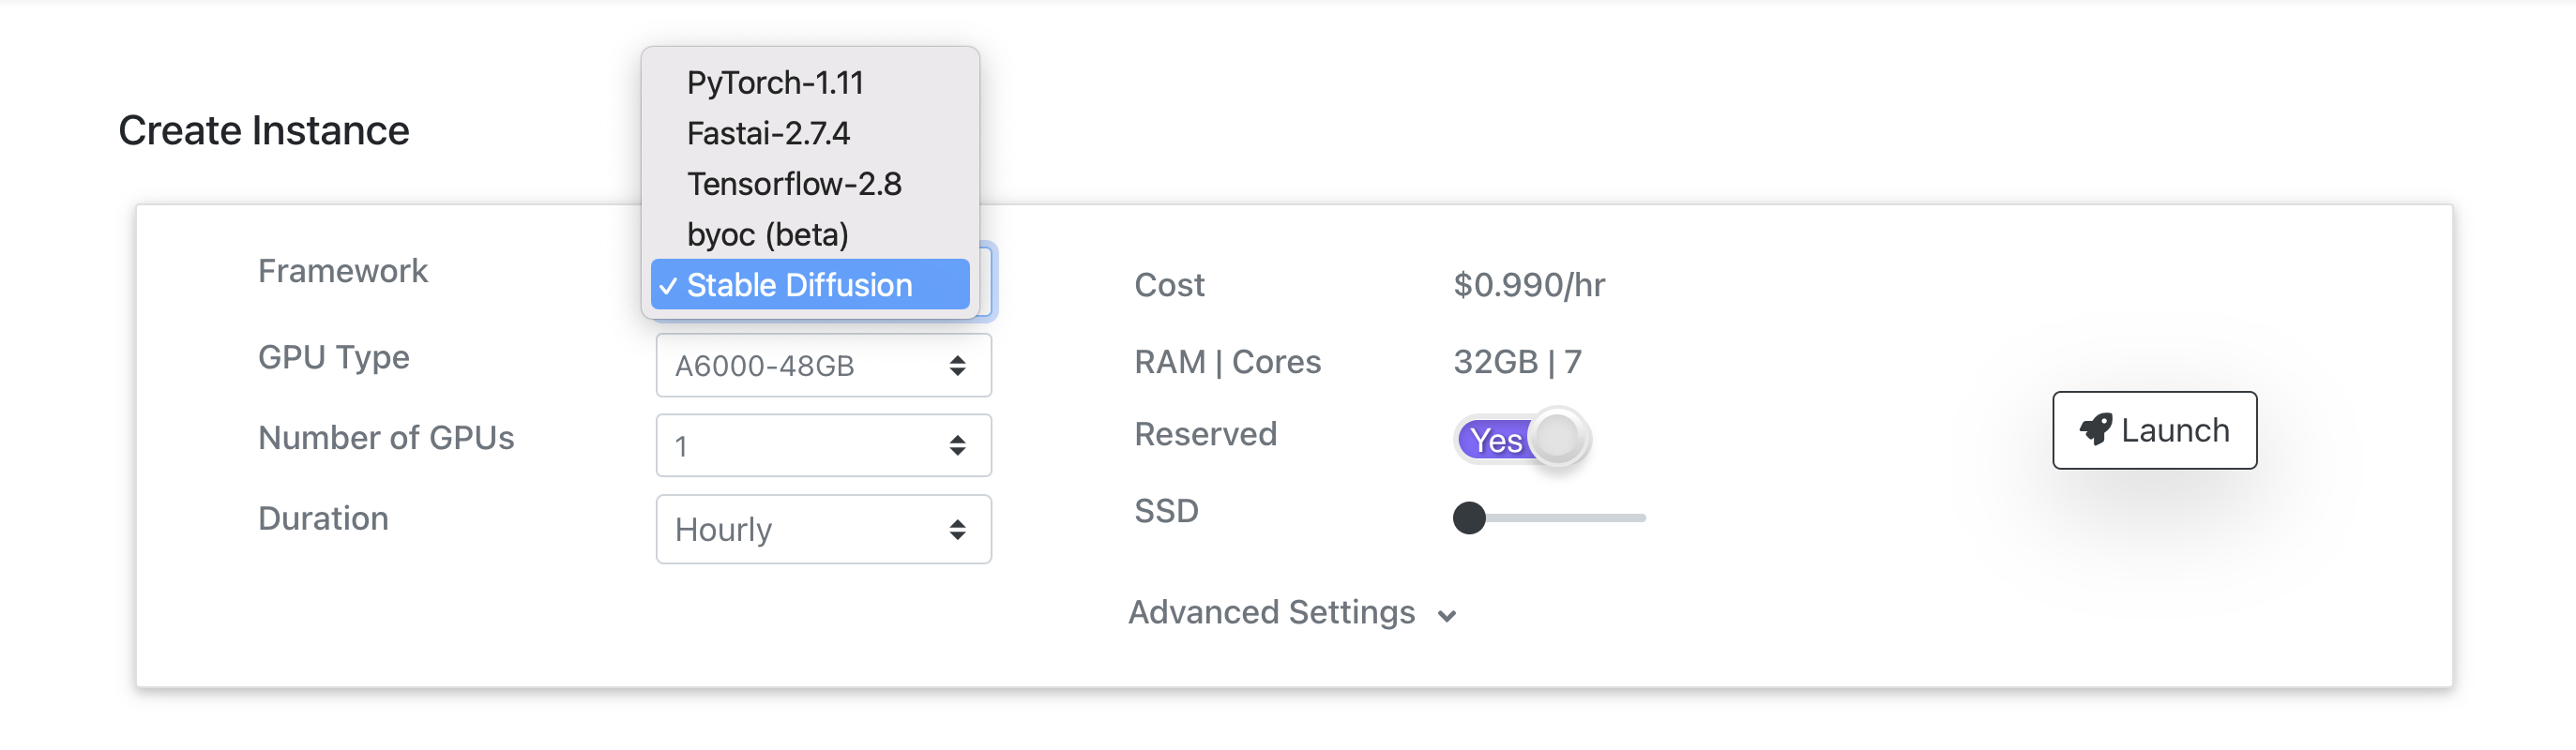 Create Instance
PyTorch-1.11
Fastai-2.7.4
Tensorflow-2.8
byoc (beta)
✓ Stable Diffusion
Framework
GPU Type
A6000-48GB
Number of GPUs
1
Duration
Hourly
Cost
$0.990/hr
RAM | Cores
32GB | 7
Reserved
Yes
SSD
Advanced Settings
Launch